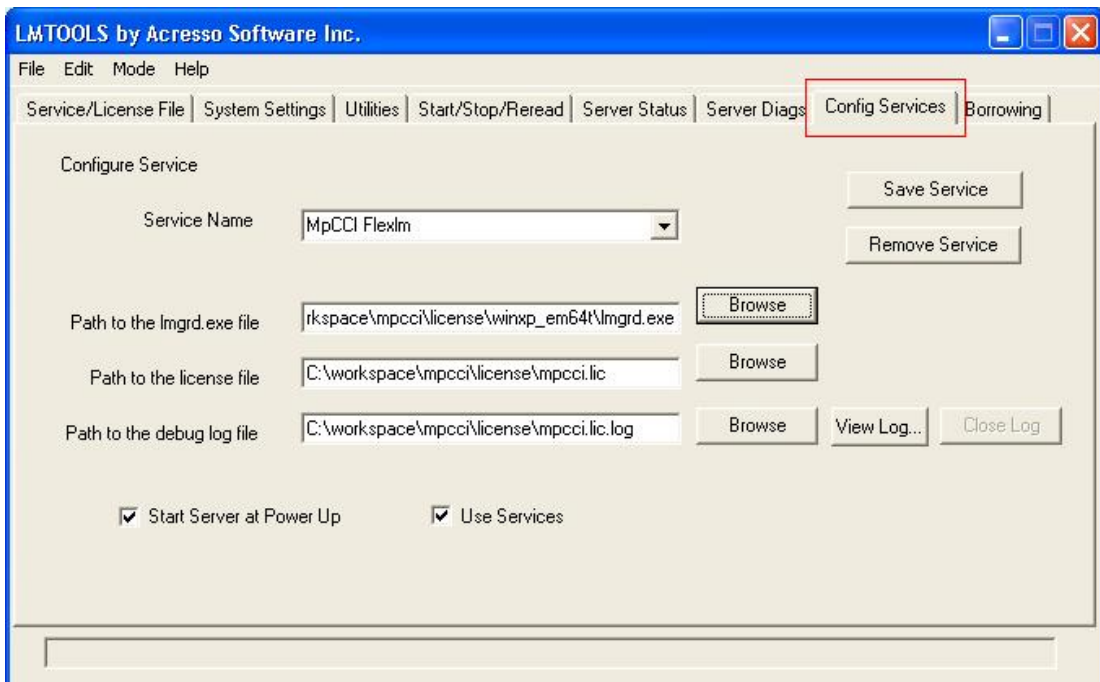 LMTOOLS by Acresso Software Inc.
File Edit Mode Help
Service/License File System Settings Utilities Start/Stop/Reread Server Status Server Diags Config Services Borrowing
Configure Service
Save Service
Service Name MpCCI Flexlm
Remove Service
Path to the lmgrd.exe file rkspace\mpcci\license\winxp_em64t\lmgrd.exe Browse
Path to the license file C:\workspace\mpcci\license\mpcci.lic Browse
Path to the debug log file C:\workspace\mpcci\license\mpcci.lic.log Browse View Log... Close Log
Start Server at Power Up Use Services